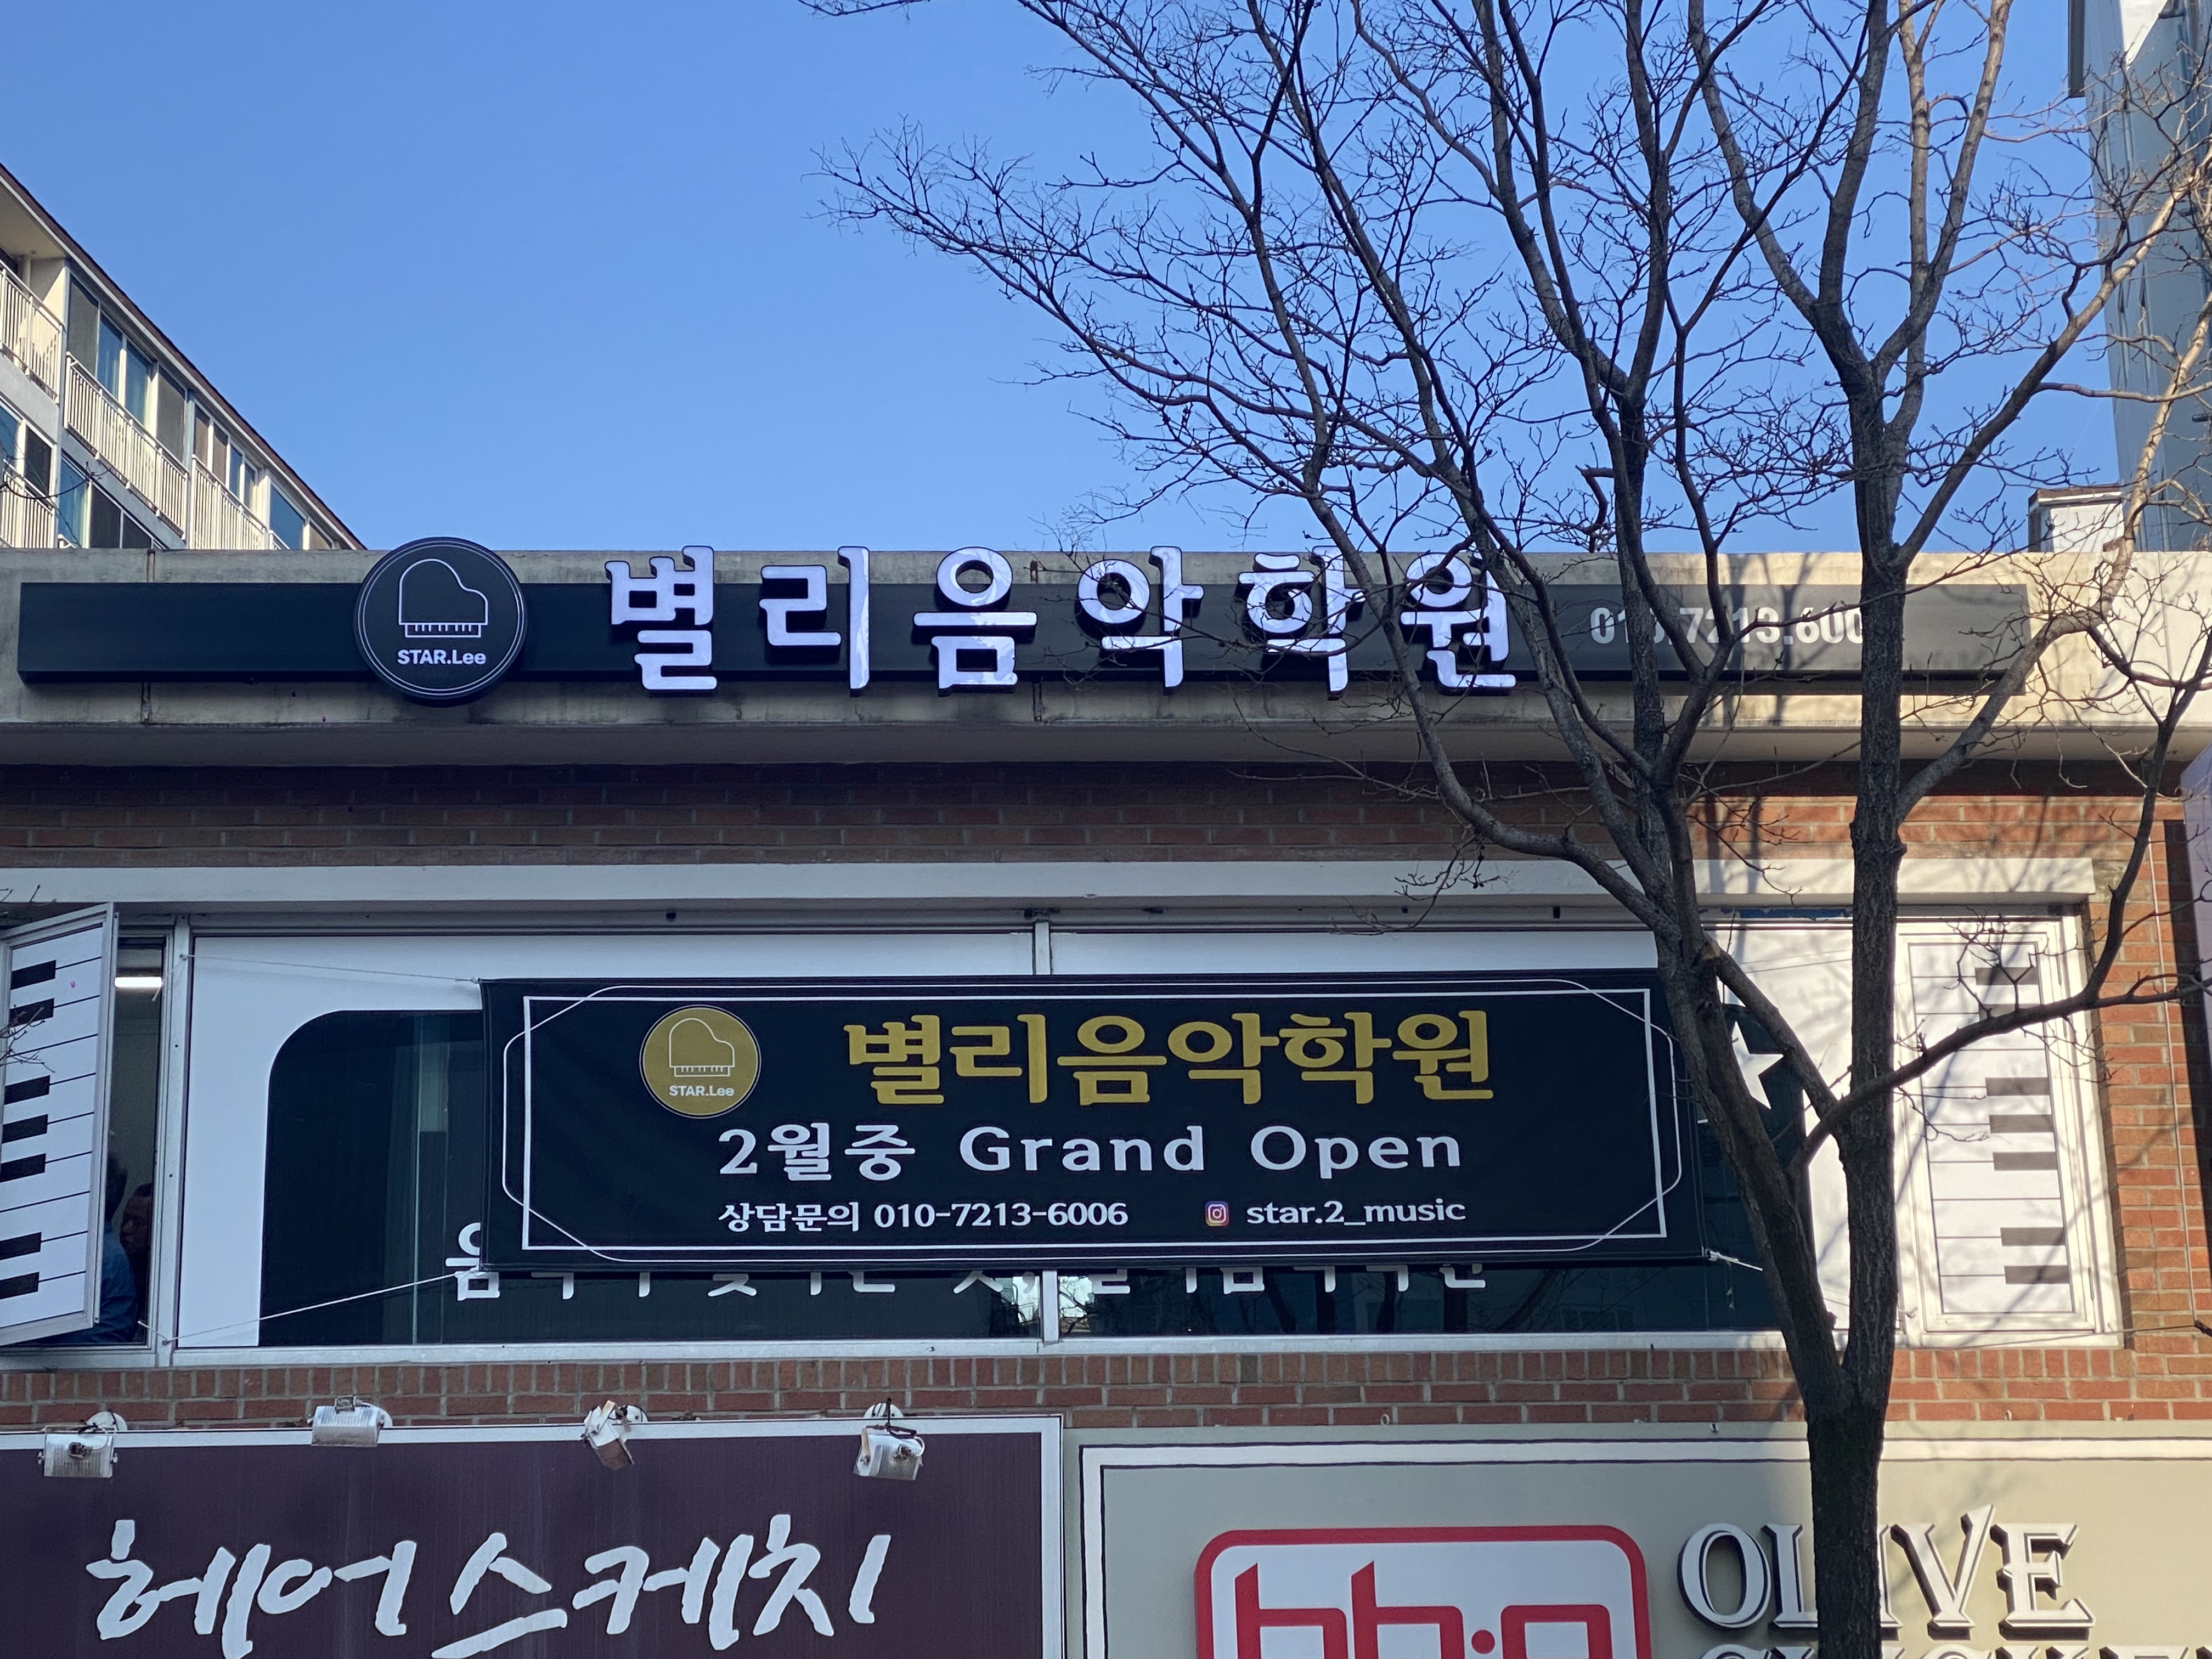 STAR.Lee
별리음악학원
STAR.Lee
별리음악학원
2월중 Grand Open
상담문의 010-7213-6006 star.2_music
헤어스케치
bb.q
OLIVE